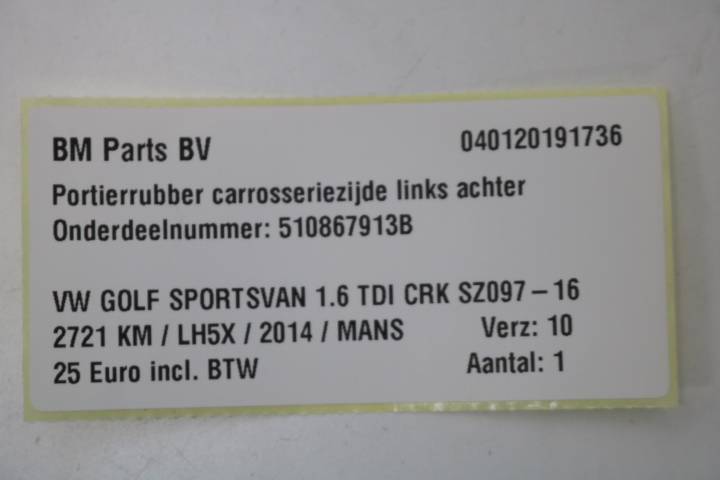 BM Parts BV 040120191736
Portierrubber carrosseriezijde links achter
Onderdeelnummer: 510867913B
VW GOLF SPORTSVAN 1.6 TDI CRK SZ097 – 16
2721 KM / LH5X / 2014 / MANS Verz: 10
25 Euro incl. BTW Aantal: 1